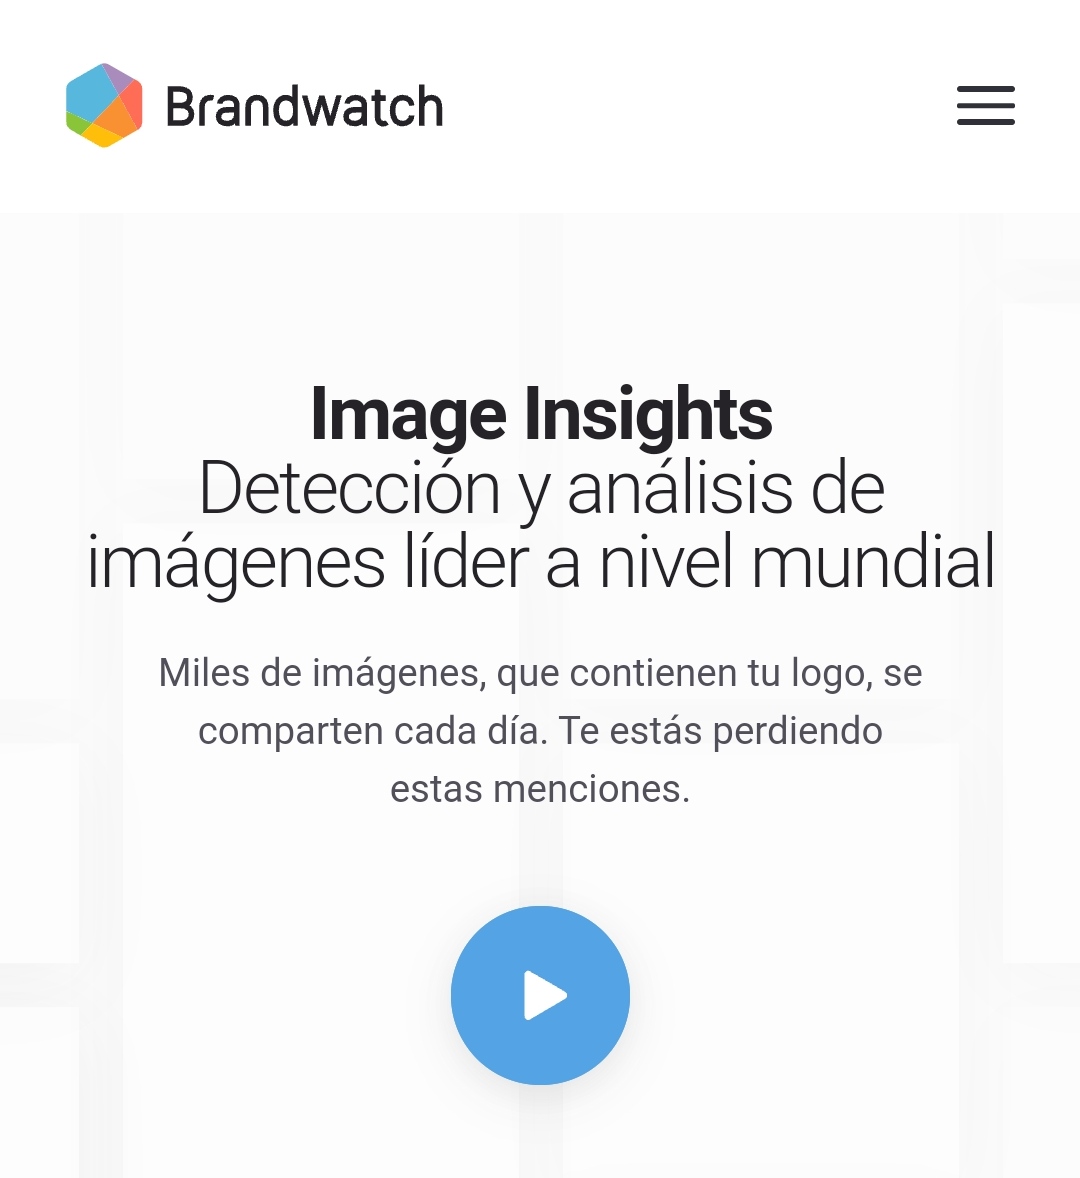 Brandwatch
Image Insights
Detección y análisis de
imágenes líder a nivel mundial
Miles de imágenes, que contienen tu logo, se
comparten cada día. Te estás perdiendo
estas menciones.